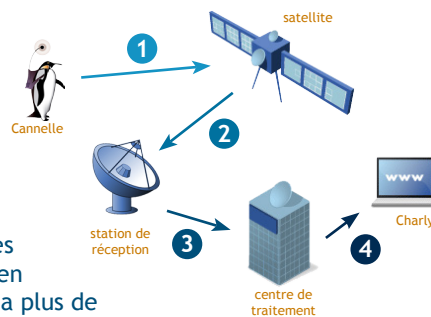 satellite
1
Cannelle
2
www
station de
réception
3
4
Charly
es
en
centre de
traitement
a plus de